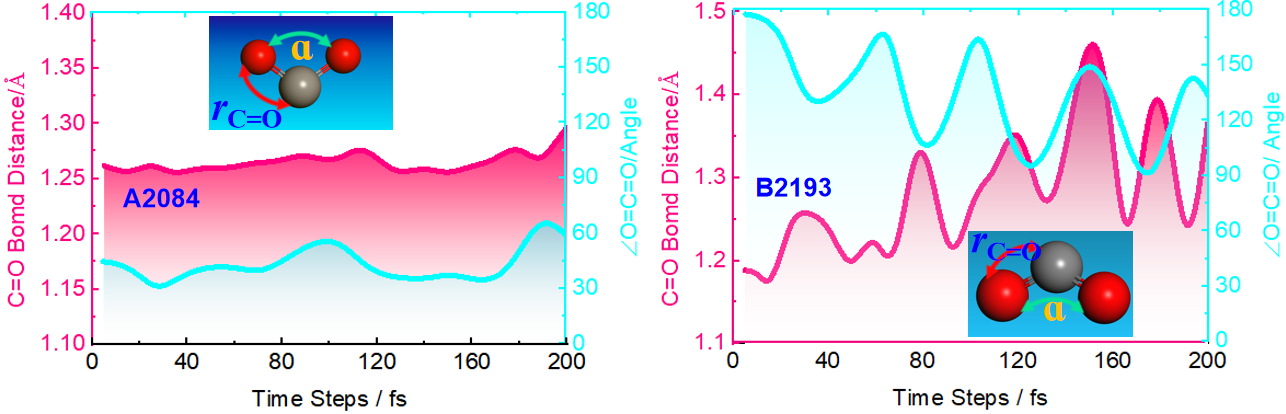 1.40
1.35
1.30
1.25
1.20
1.15
1.10
C=O Bomd Distance/Å
180
150
120
90
60
30
0
∠O=C=O/Angle
α
rC=O
A2084
0 40 80 120 160 200
Time Steps / fs
1.5
1.4
1.3
1.2
1.1
C=O Bomd Distance/Å
180
150
120
90
60
30
0
∠O=C=O/ Angle
B2193
rC=O
α
0 40 80 120 160 200
Time Steps / fs